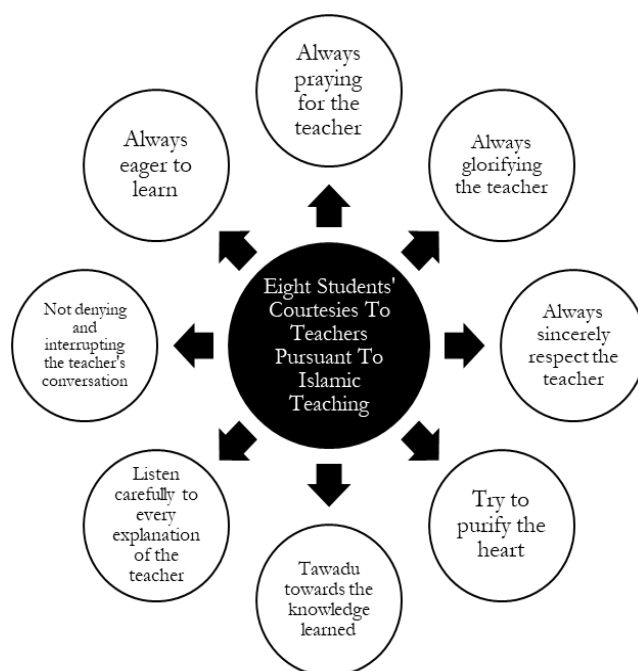 Always
praying
for the
teacher
Always
glorifying
the teacher
Always
sincerely
respect the
teacher
Try to
purify the
heart
Tawadu
towards the
knowledge
learned
Listen
carefully to
every
explanation
of the
teacher
Not denying
and
interrupting
the teacher's
conversation
Always
eager to
learn
Eight Students'
Courtesies To
Teachers
Pursuant To
Islamic
Teaching